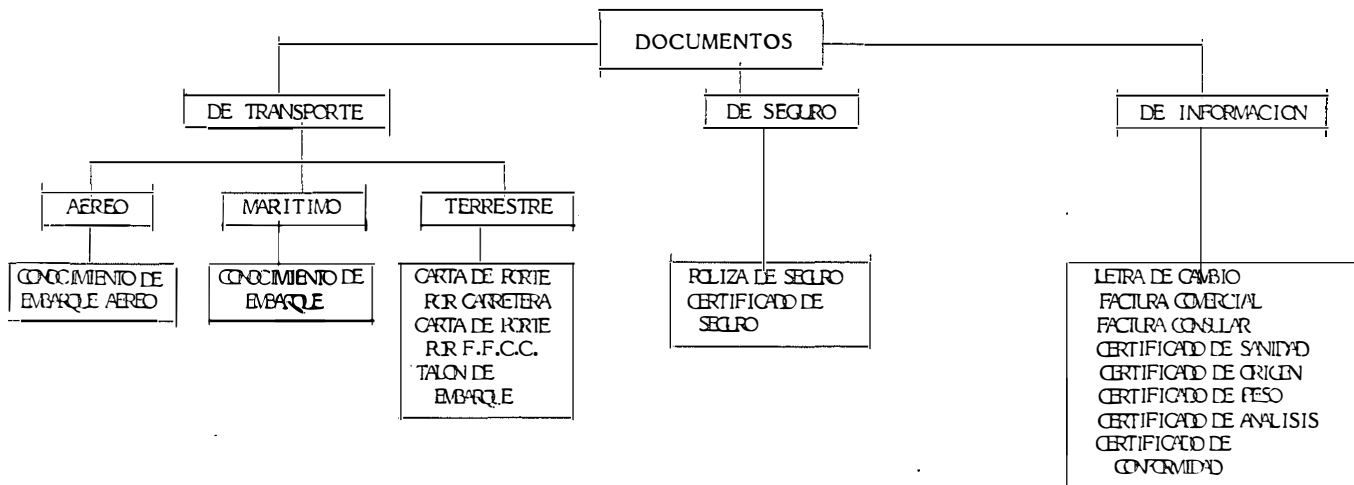 DOCUMENTOS
DE TRANSPORTE
DE SEGURO
DE INFORMACION
AEREO
MARITIMO
TERRESTRE
CONOCIMIENTO DE
EMBARQUE AEREO
CONOCIMIENTO DE
EMBARQUE
CARTA DE PORTE
POR CARRETERA
CARTA DE PORTE
POR F.F.C.C.
TALON DE
EMBARQUE
POLIZA DE SEGURO
CERTIFICADO DE
SEGURO
LETRA DE CAMBIO
FACTURA COMERCIAL
FACTURA CONSULAR
CERTIFICADO DE SANIDAD
CERTIFICADO DE ORIGEN
CERTIFICADO DE PESO
CERTIFICADO DE ANALISIS
CERTIFICADO DE
CONFORMIDAD